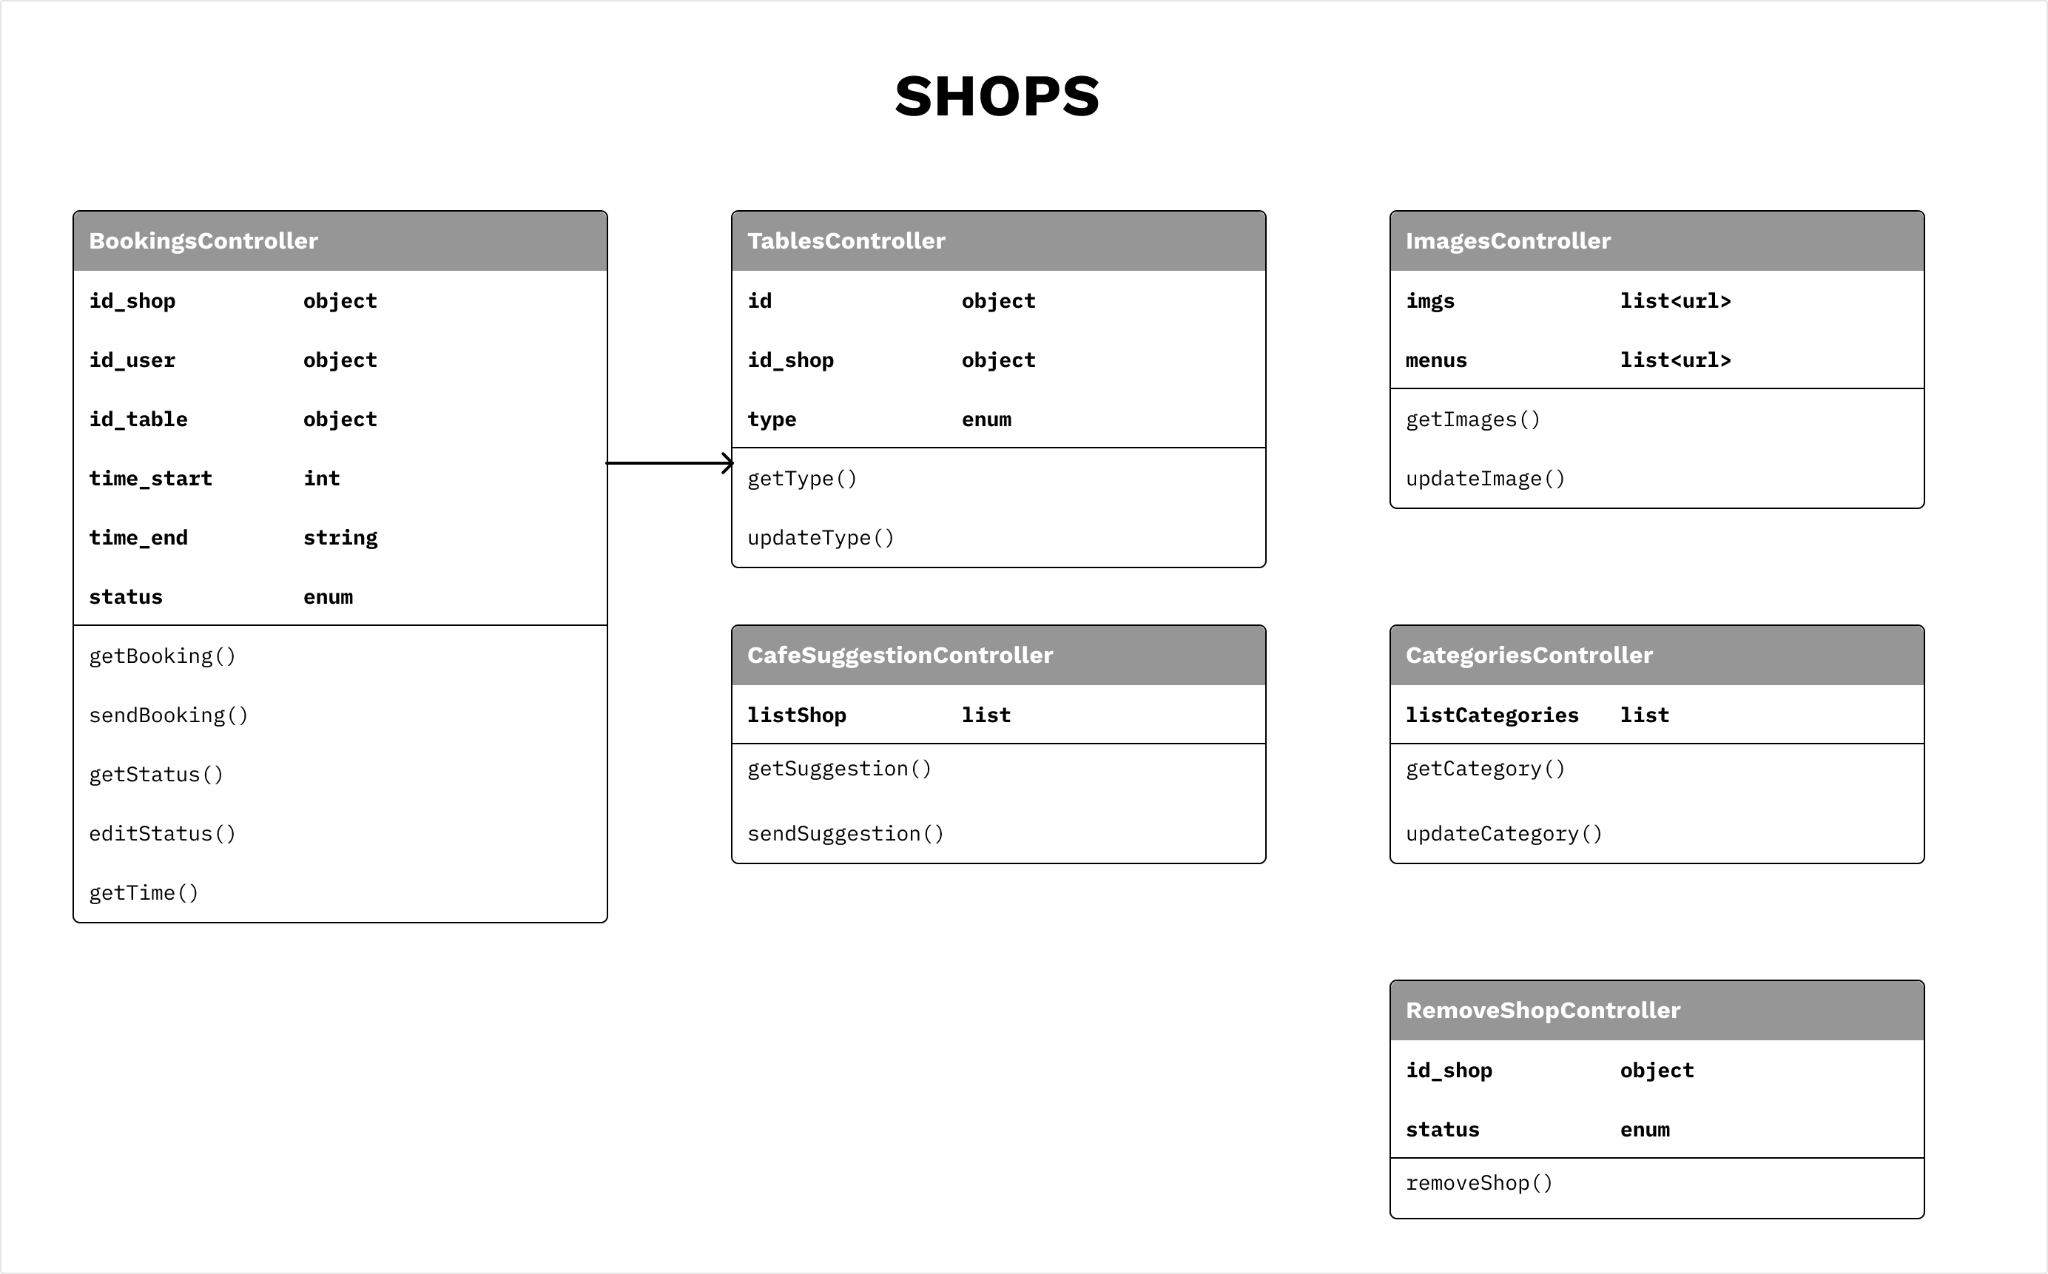 SHOPS
BookingsController
id_shop object
id_user object
id_table object
time_start int
time_end string
status enum
getBooking()
sendBooking()
getStatus()
editStatus()
getTime()
TablesController
id object
id_shop object
type enum
getType()
updateType()
CafeSuggestionController
listShop list
getSuggestion()
sendSuggestion()
ImagesController
imgs list<url>
menus list<url>
getImages()
updateImage()
CategoriesController
listCategories list
getCategory()
updateCategory()
RemoveShopController
id_shop object
status enum
removeShop()